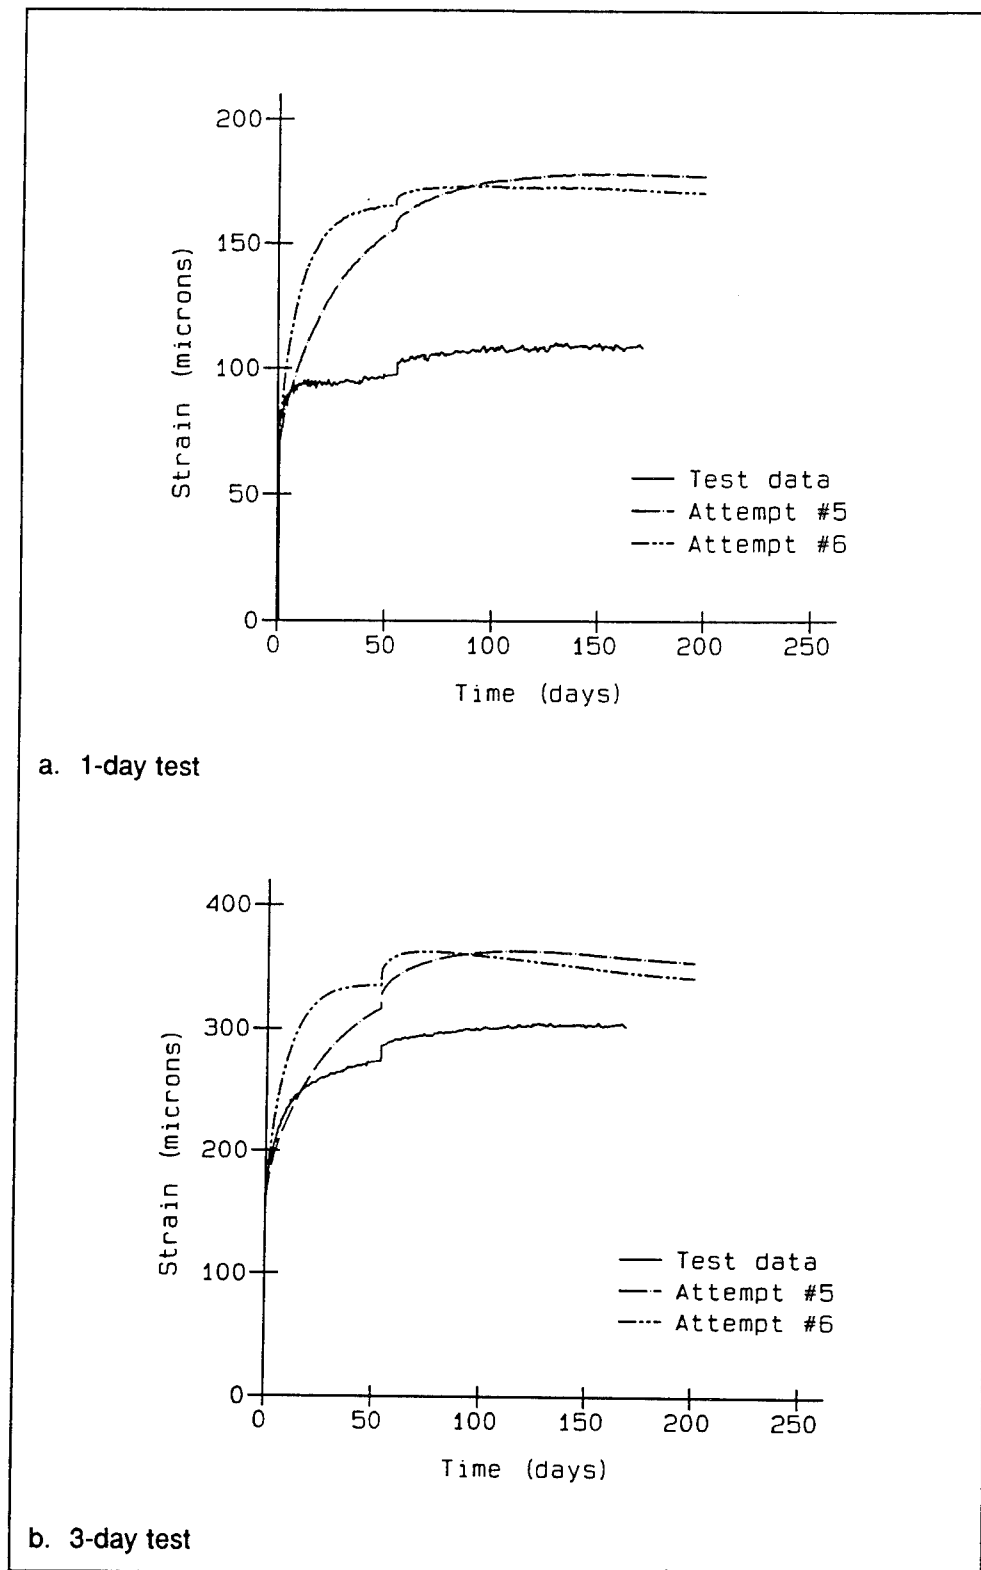 200
150
100
50
0
Strain (microns)
Test data
Attempt #5
Attempt #6
0 50 100 150 200 250
Time (days)
a. 1-day test
400
300
200
100
0
Strain (microns)
Test data
Attempt #5
Attempt #6
0 50 100 150 200 250
Time (days)
b. 3-day test